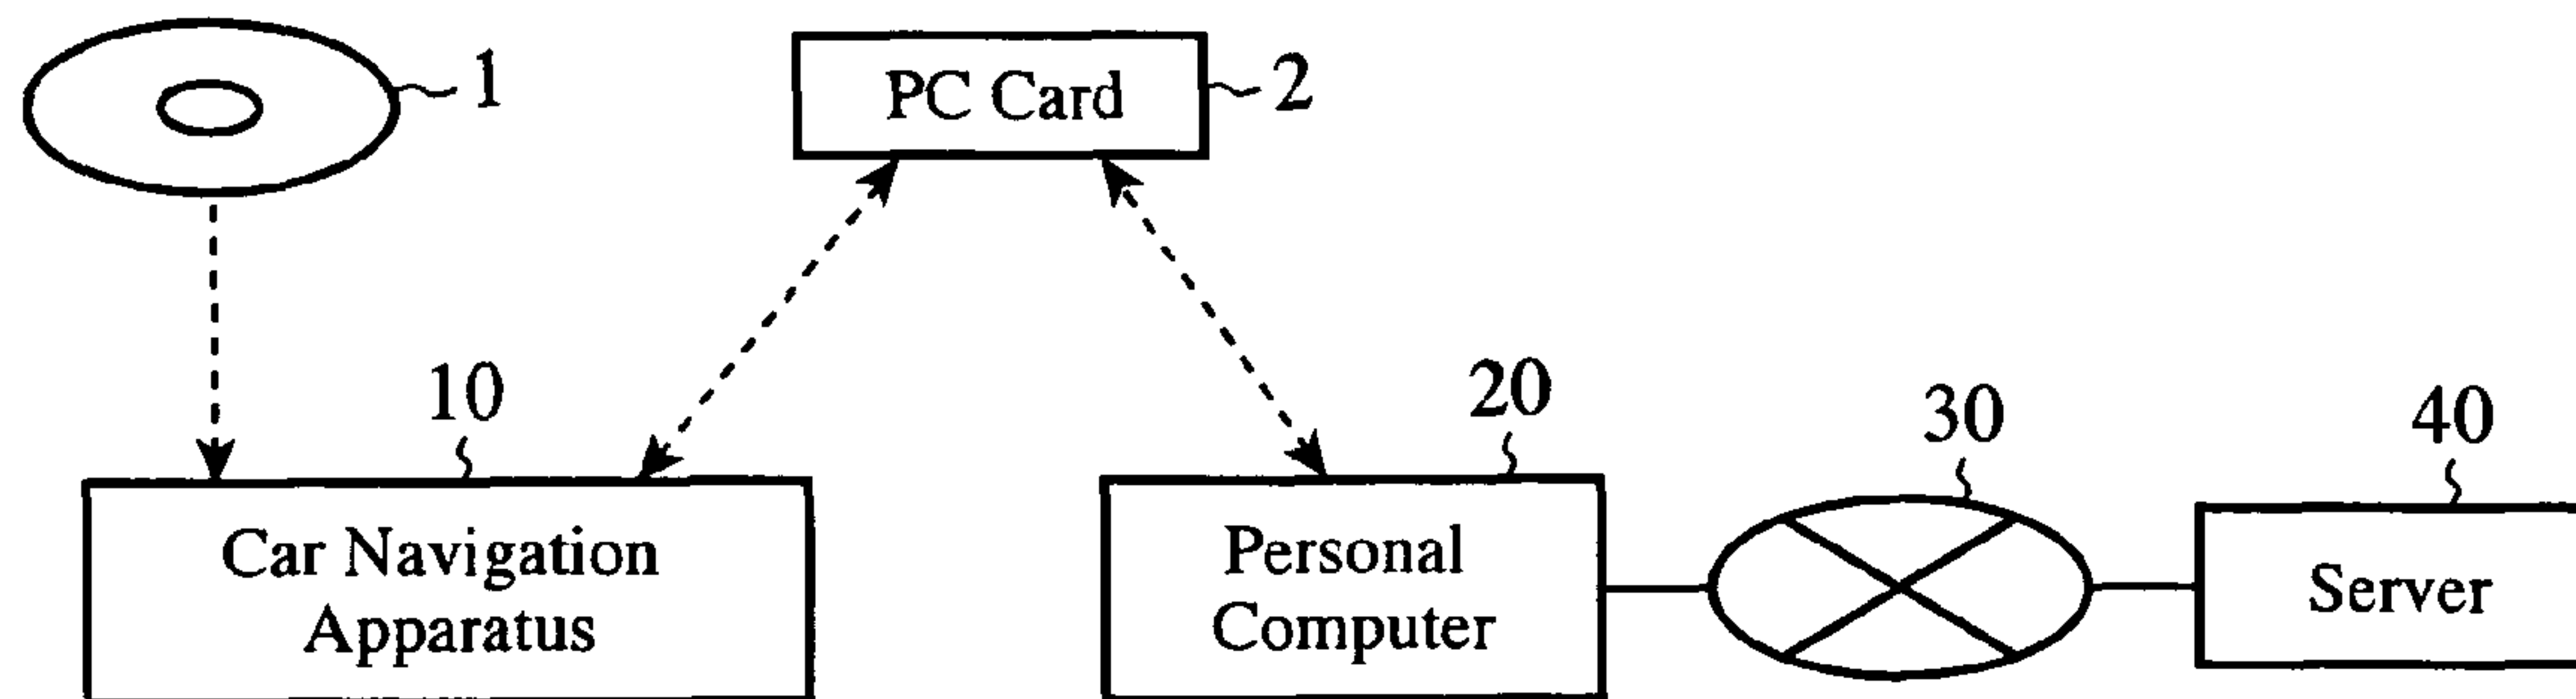 1
PC Card
2
10
20
30
40
Car Navigation
Apparatus
Personal
Computer
Server